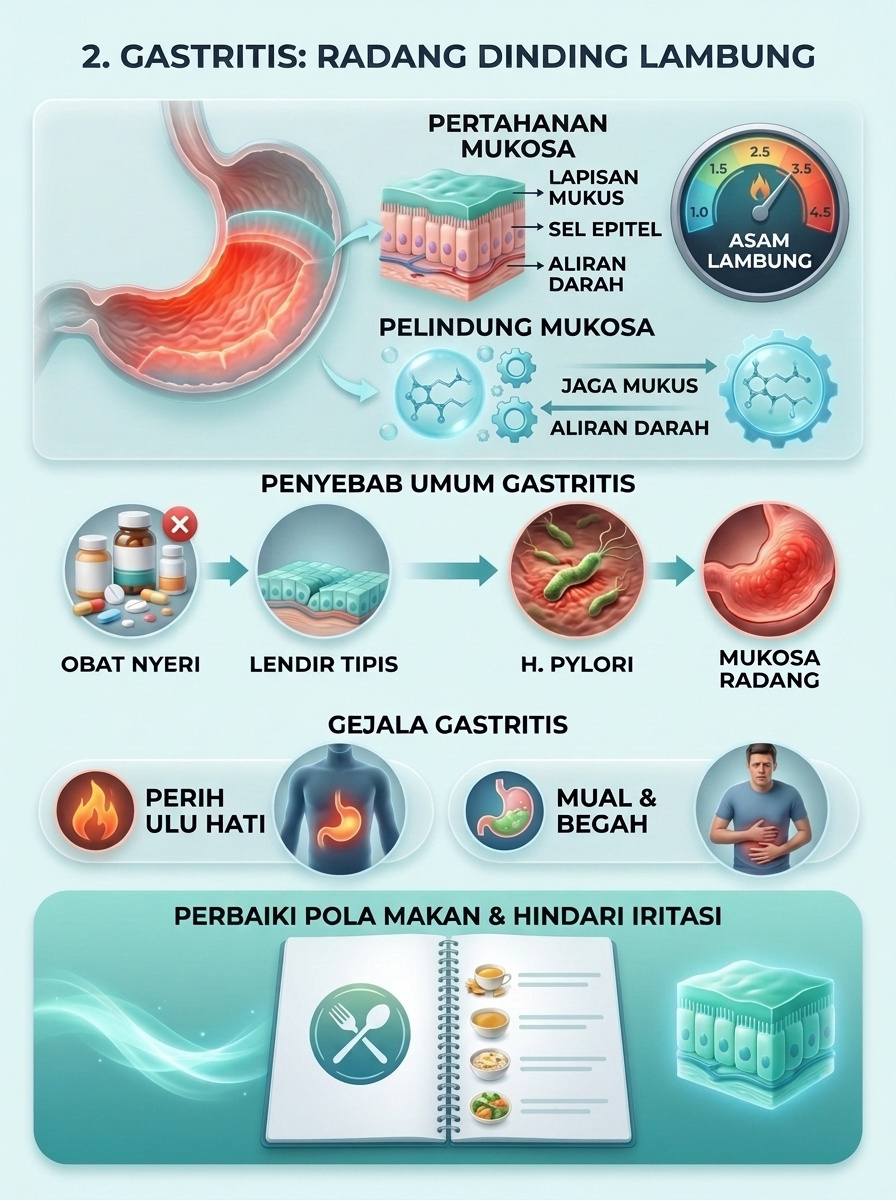 2. GASTRITIS: RADANG DINDING LAMBUNG
PERTAHANAN
MUKOSA
LAPISAN
MUKUS
SEL EPITEL
ALIRAN
DARAH
1.0
1.5
2.5
3.5
4.5
ASAM
LAMBUNG
PELINDUNG MUKOSA
JAGA MUKUS
ALIRAN DARAH
PENYEBAB UMUM GASTRITIS
OBAT NYERI
LENDIR TIPIS
H. PYLORI
MUKOSA
RADANG
GEJALA GASTRITIS
PERIH
ULU HATI
MUAL &
BEGAH
PERBAIKI POLA MAKAN & HINDARI IRITASI